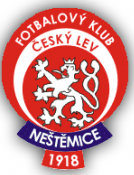 FOTBALOVÝ KLUB
ČESKÝ LEV
NEŠTĚMICE
1918